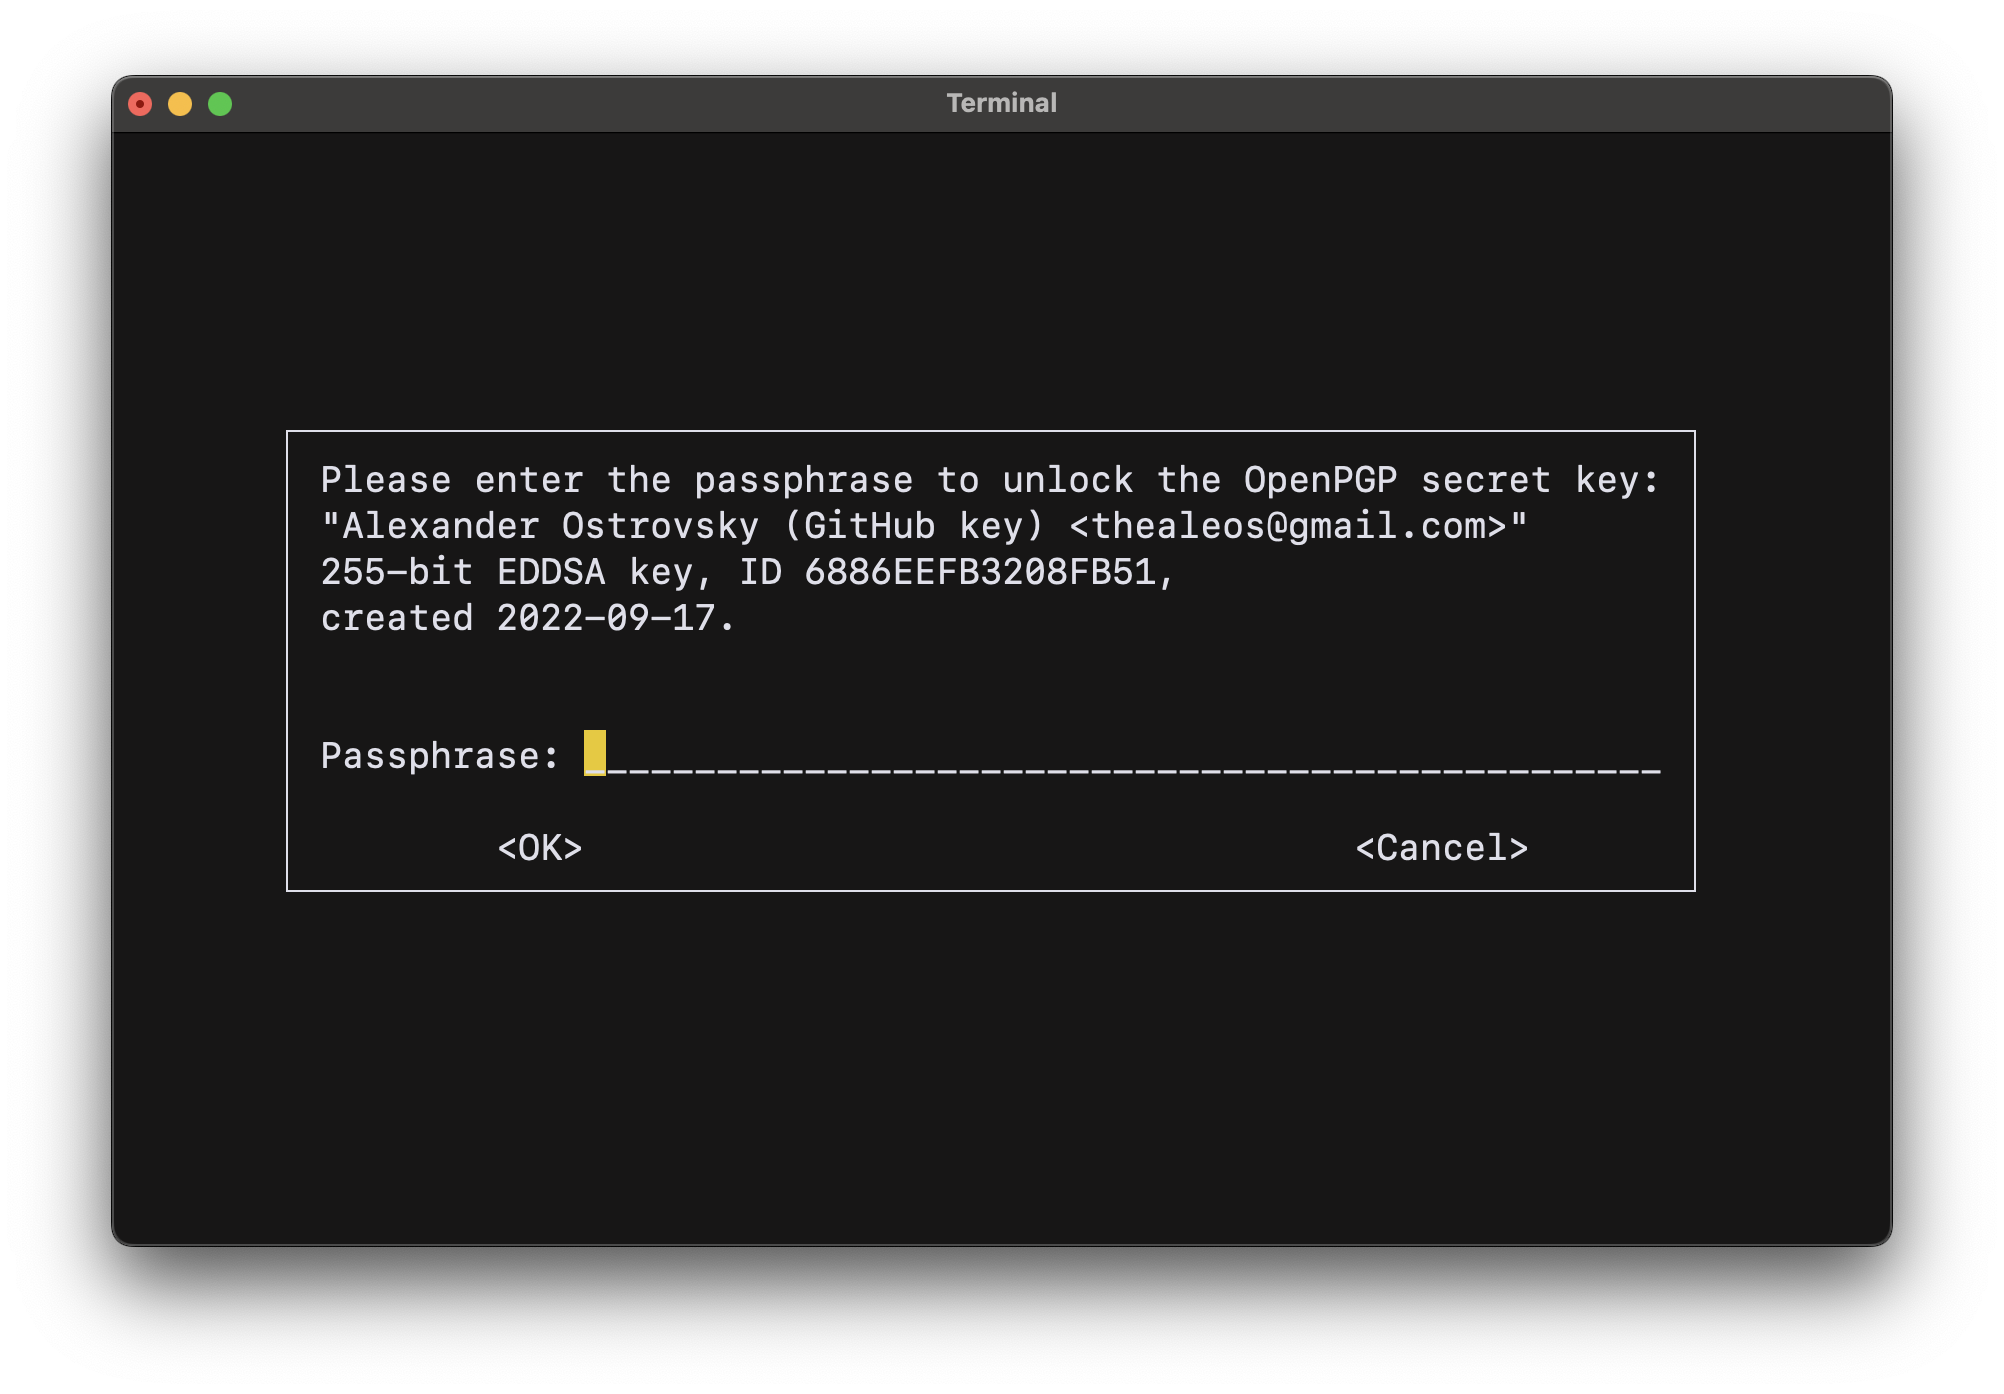 Terminal
Please enter the passphrase to unlock the OpenPGP secret key:
"Alexander Ostrovsky (GitHub key) <thealeos@gmail.com>"
255-bit EDDSA key, ID 6886EEFB3208FB51,
created 2022-09-17.
Passphrase: _________________________________________________
<OK> <Cancel>